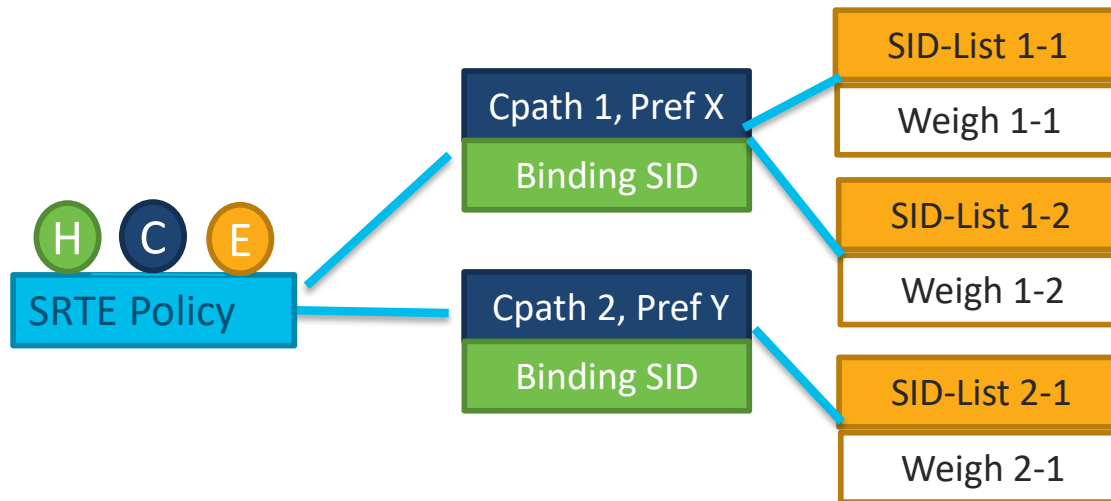 H C E
SRTE Policy
Cpath 1, Pref X
Binding SID
Cpath 2, Pref Y
Binding SID
SID-List 1-1
Weigh 1-1
SID-List 1-2
Weigh 1-2
SID-List 2-1
Weigh 2-1